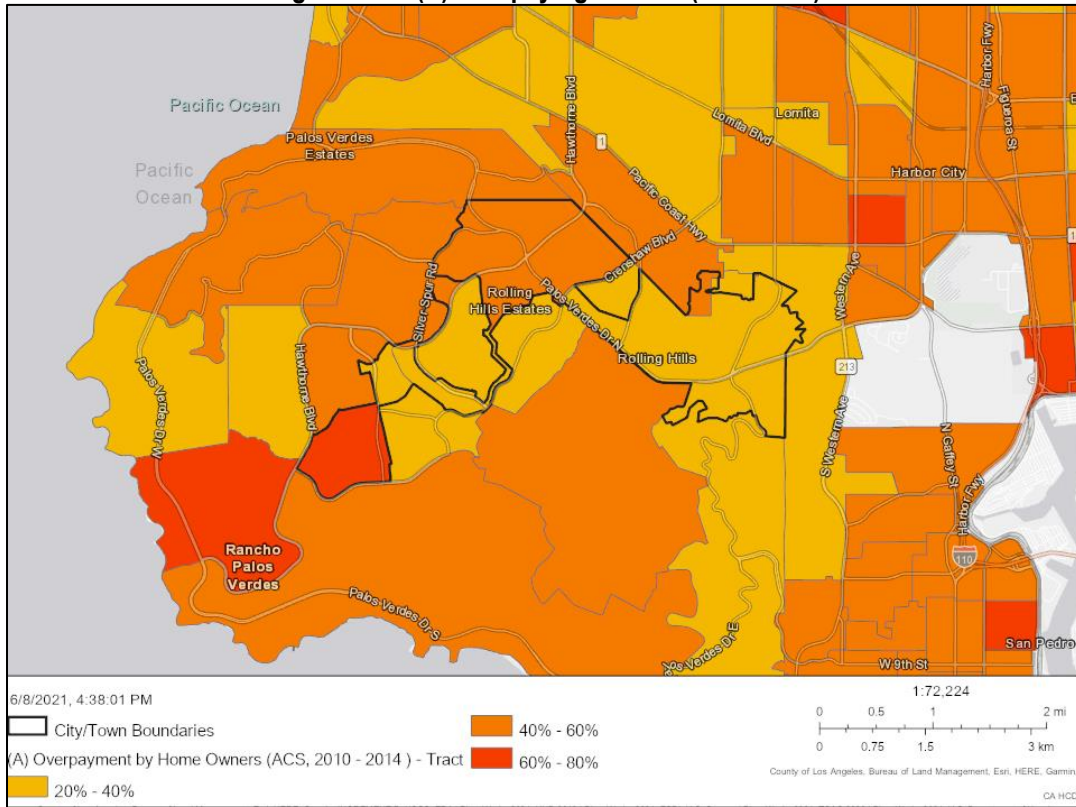 Pacific Ocean
Pacific
Ocean
Palos Verdes
Estates
Hawthorne Blvd
1
Lomita
Lomita Blvd
Harbor Fwy
Figueroa St
Harbor City
Pacific Coast Hwy
Crenshaw Blvd
Silver Spur Rd
Rolling
Hills Estates
Palos-Verdes Dr N
Western Ave
Rolling Hills
213
Palos-Verdes Dr W
Hawthorne Blvd
S Western Ave
N Gaffey St
Harbor Fwy
110
Rancho
Palos
Verdes
Palos-Verdes Dr S
San Pedro
W 9th St
6/8/2021, 4:38:01 PM
City/Town Boundaries
(A) Overpayment by Home Owners (ACS, 2010 - 2014 ) - Tract
20% - 40%
40% - 60%
60% - 80%
1:72,224
0 0.5 1 2 mi
0 0.75 1.5 3 km
County of Los Angeles, Bureau of Land Management, Esri, HERE, Garmin,
CA HCD